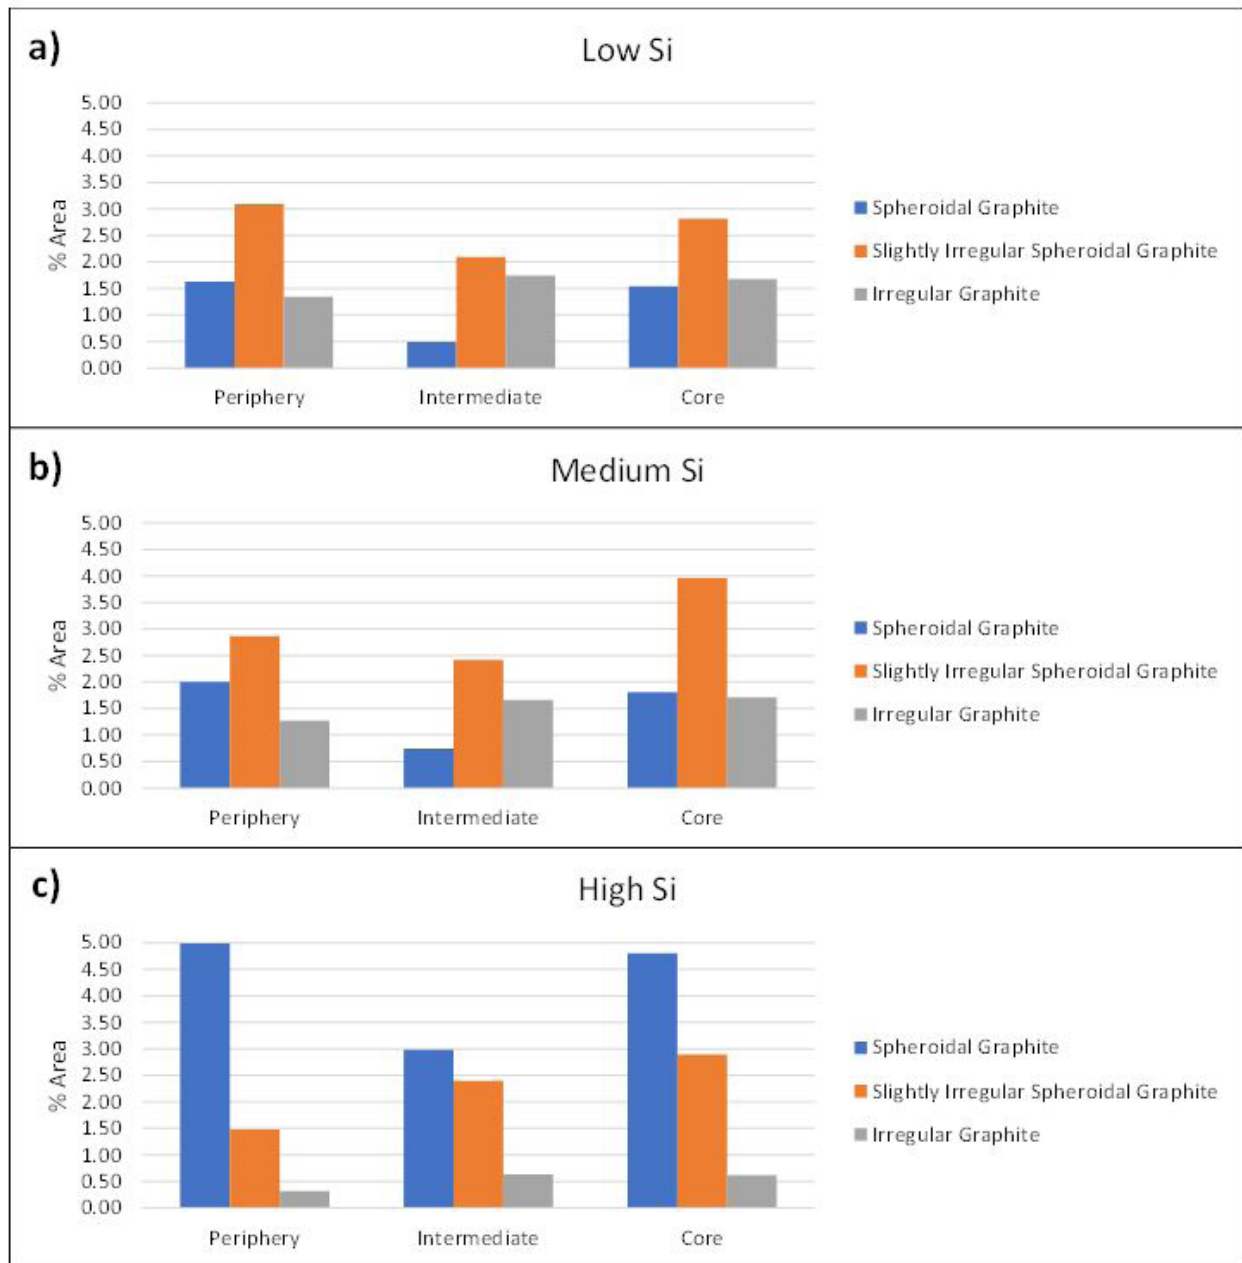 a)
Low Si
5.00
4.50
4.00
3.50
3.00
2.50
2.00
1.50
1.00
0.50
0.00
% Area
Periphery Intermediate Core
Spheroidal Graphite
Slightly Irregular Spheroidal Graphite
Irregular Graphite
b)
Medium Si
5.00
4.50
4.00
3.50
3.00
2.50
2.00
1.50
1.00
0.50
0.00
% Area
Periphery Intermediate Core
Spheroidal Graphite
Slightly Irregular Spheroidal Graphite
Irregular Graphite
c)
High Si
5.00
4.50
4.00
3.50
3.00
2.50
2.00
1.50
1.00
0.50
0.00
% Area
Periphery Intermediate Core
Spheroidal Graphite
Slightly Irregular Spheroidal Graphite
Irregular Graphite